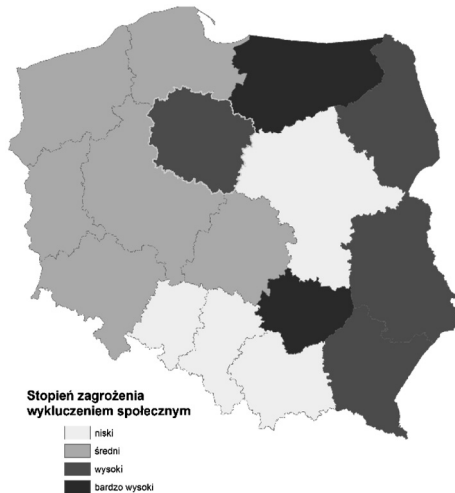 Stopień zagrożenia
wykluczeniem społecznym
niski
średni
wysoki
bardzo wysoki